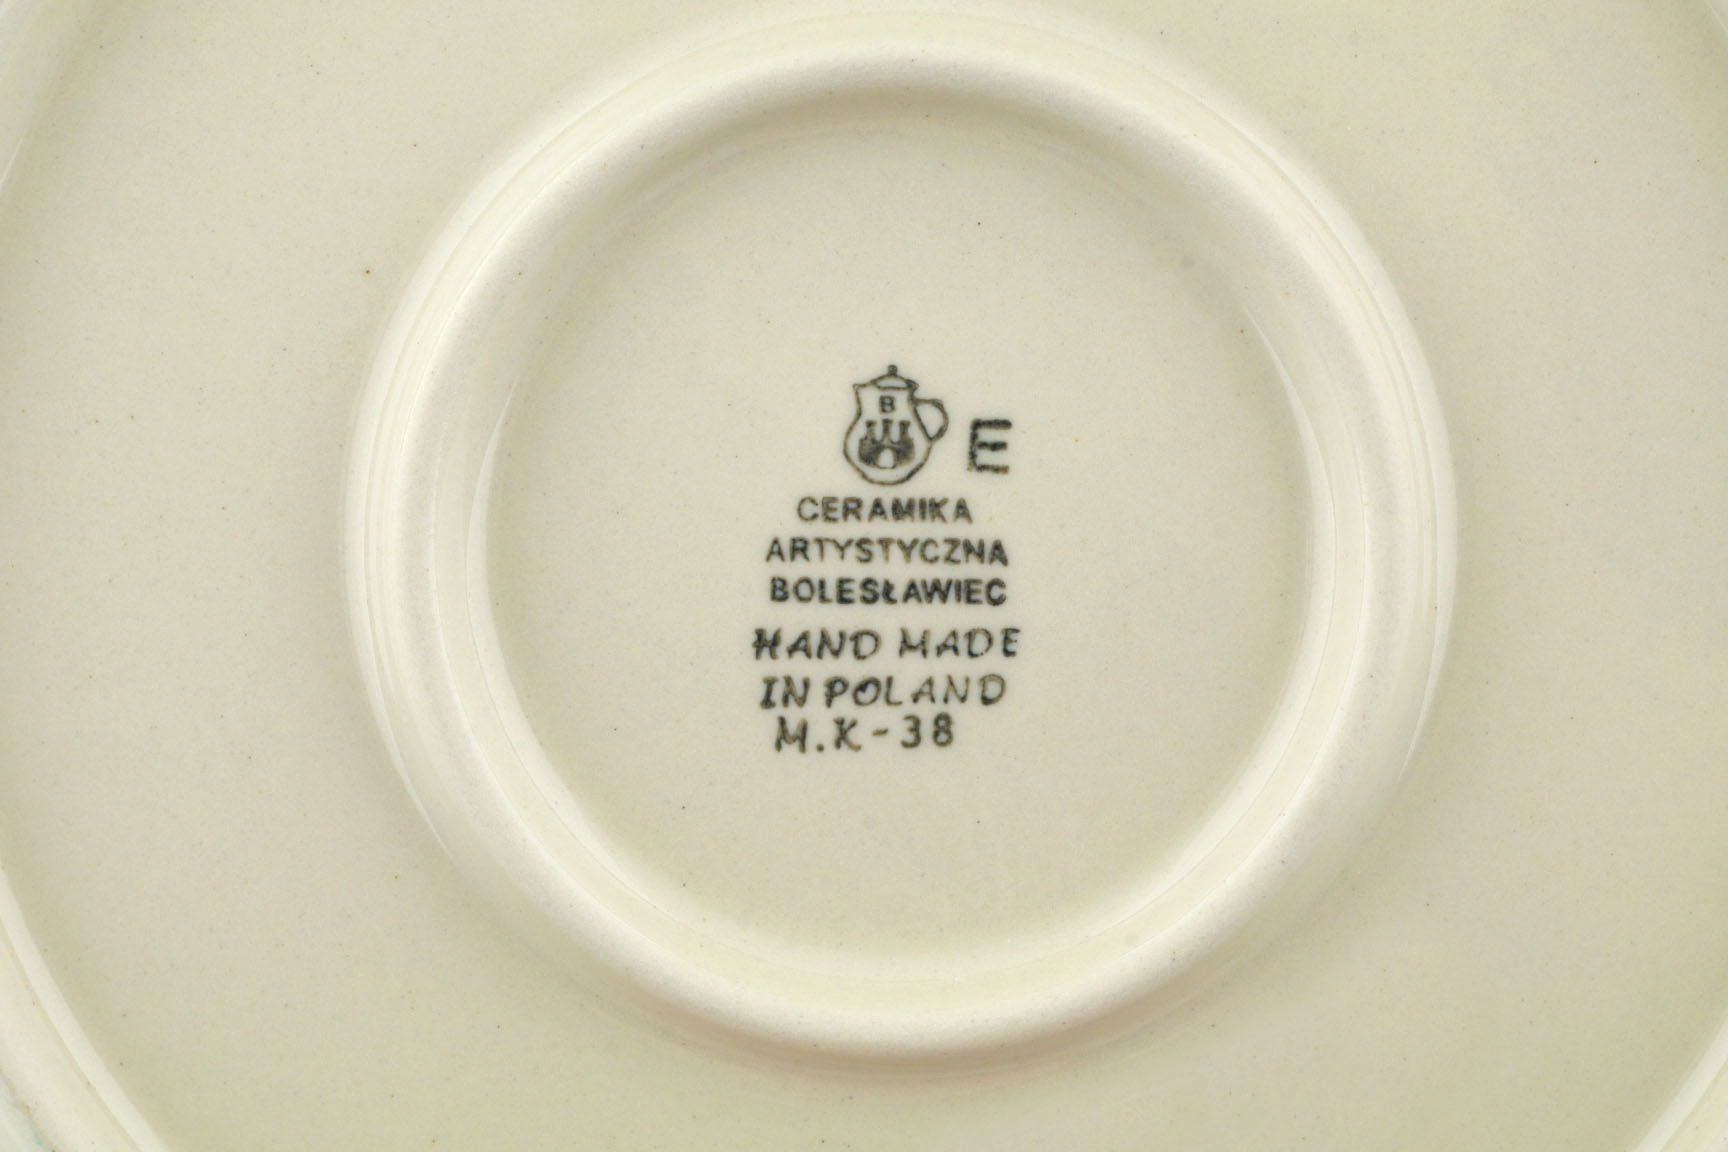 B
E
CERAMIKA
ARTYSTYCZNA
BOLESŁAWIEC
HAND MADE
IN POLAND
M.K-38